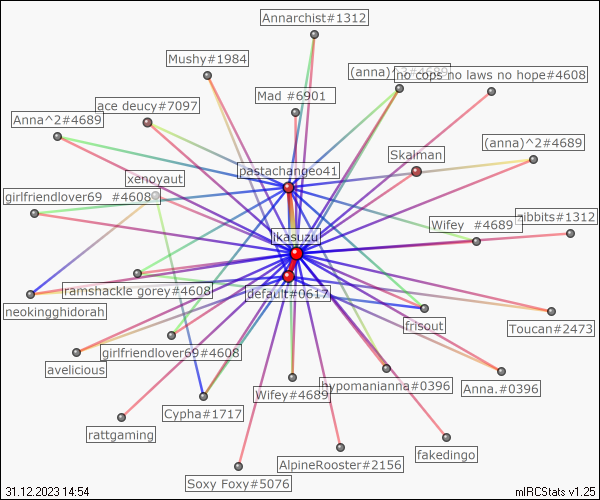 Annarchist#1312
Mushy#1984
(anna)^2#4689
no cops no laws no hope#4608
Mad #6901
ace deucy#7097
Anna^2#4689
(anna)^2#4689
Skalman
pastachangeo41
xenoyaut
girlfriendlover69 #4608
Wifey #4689
nibbits#1312
ikasuzu
ramshackle gorey#4608
default#0617
neokingghidorah
frisout
Toucan#2473
girlfriendlover69#4608
avelicious
hypomanianna#0396
Anna.#0396
Wifey#4689
Cypha#1717
rattgaming
fakedingo
AlpineRooster#2156
Soxy Foxy#5076
31.12.2023 14:54
mIRCStats v1.25